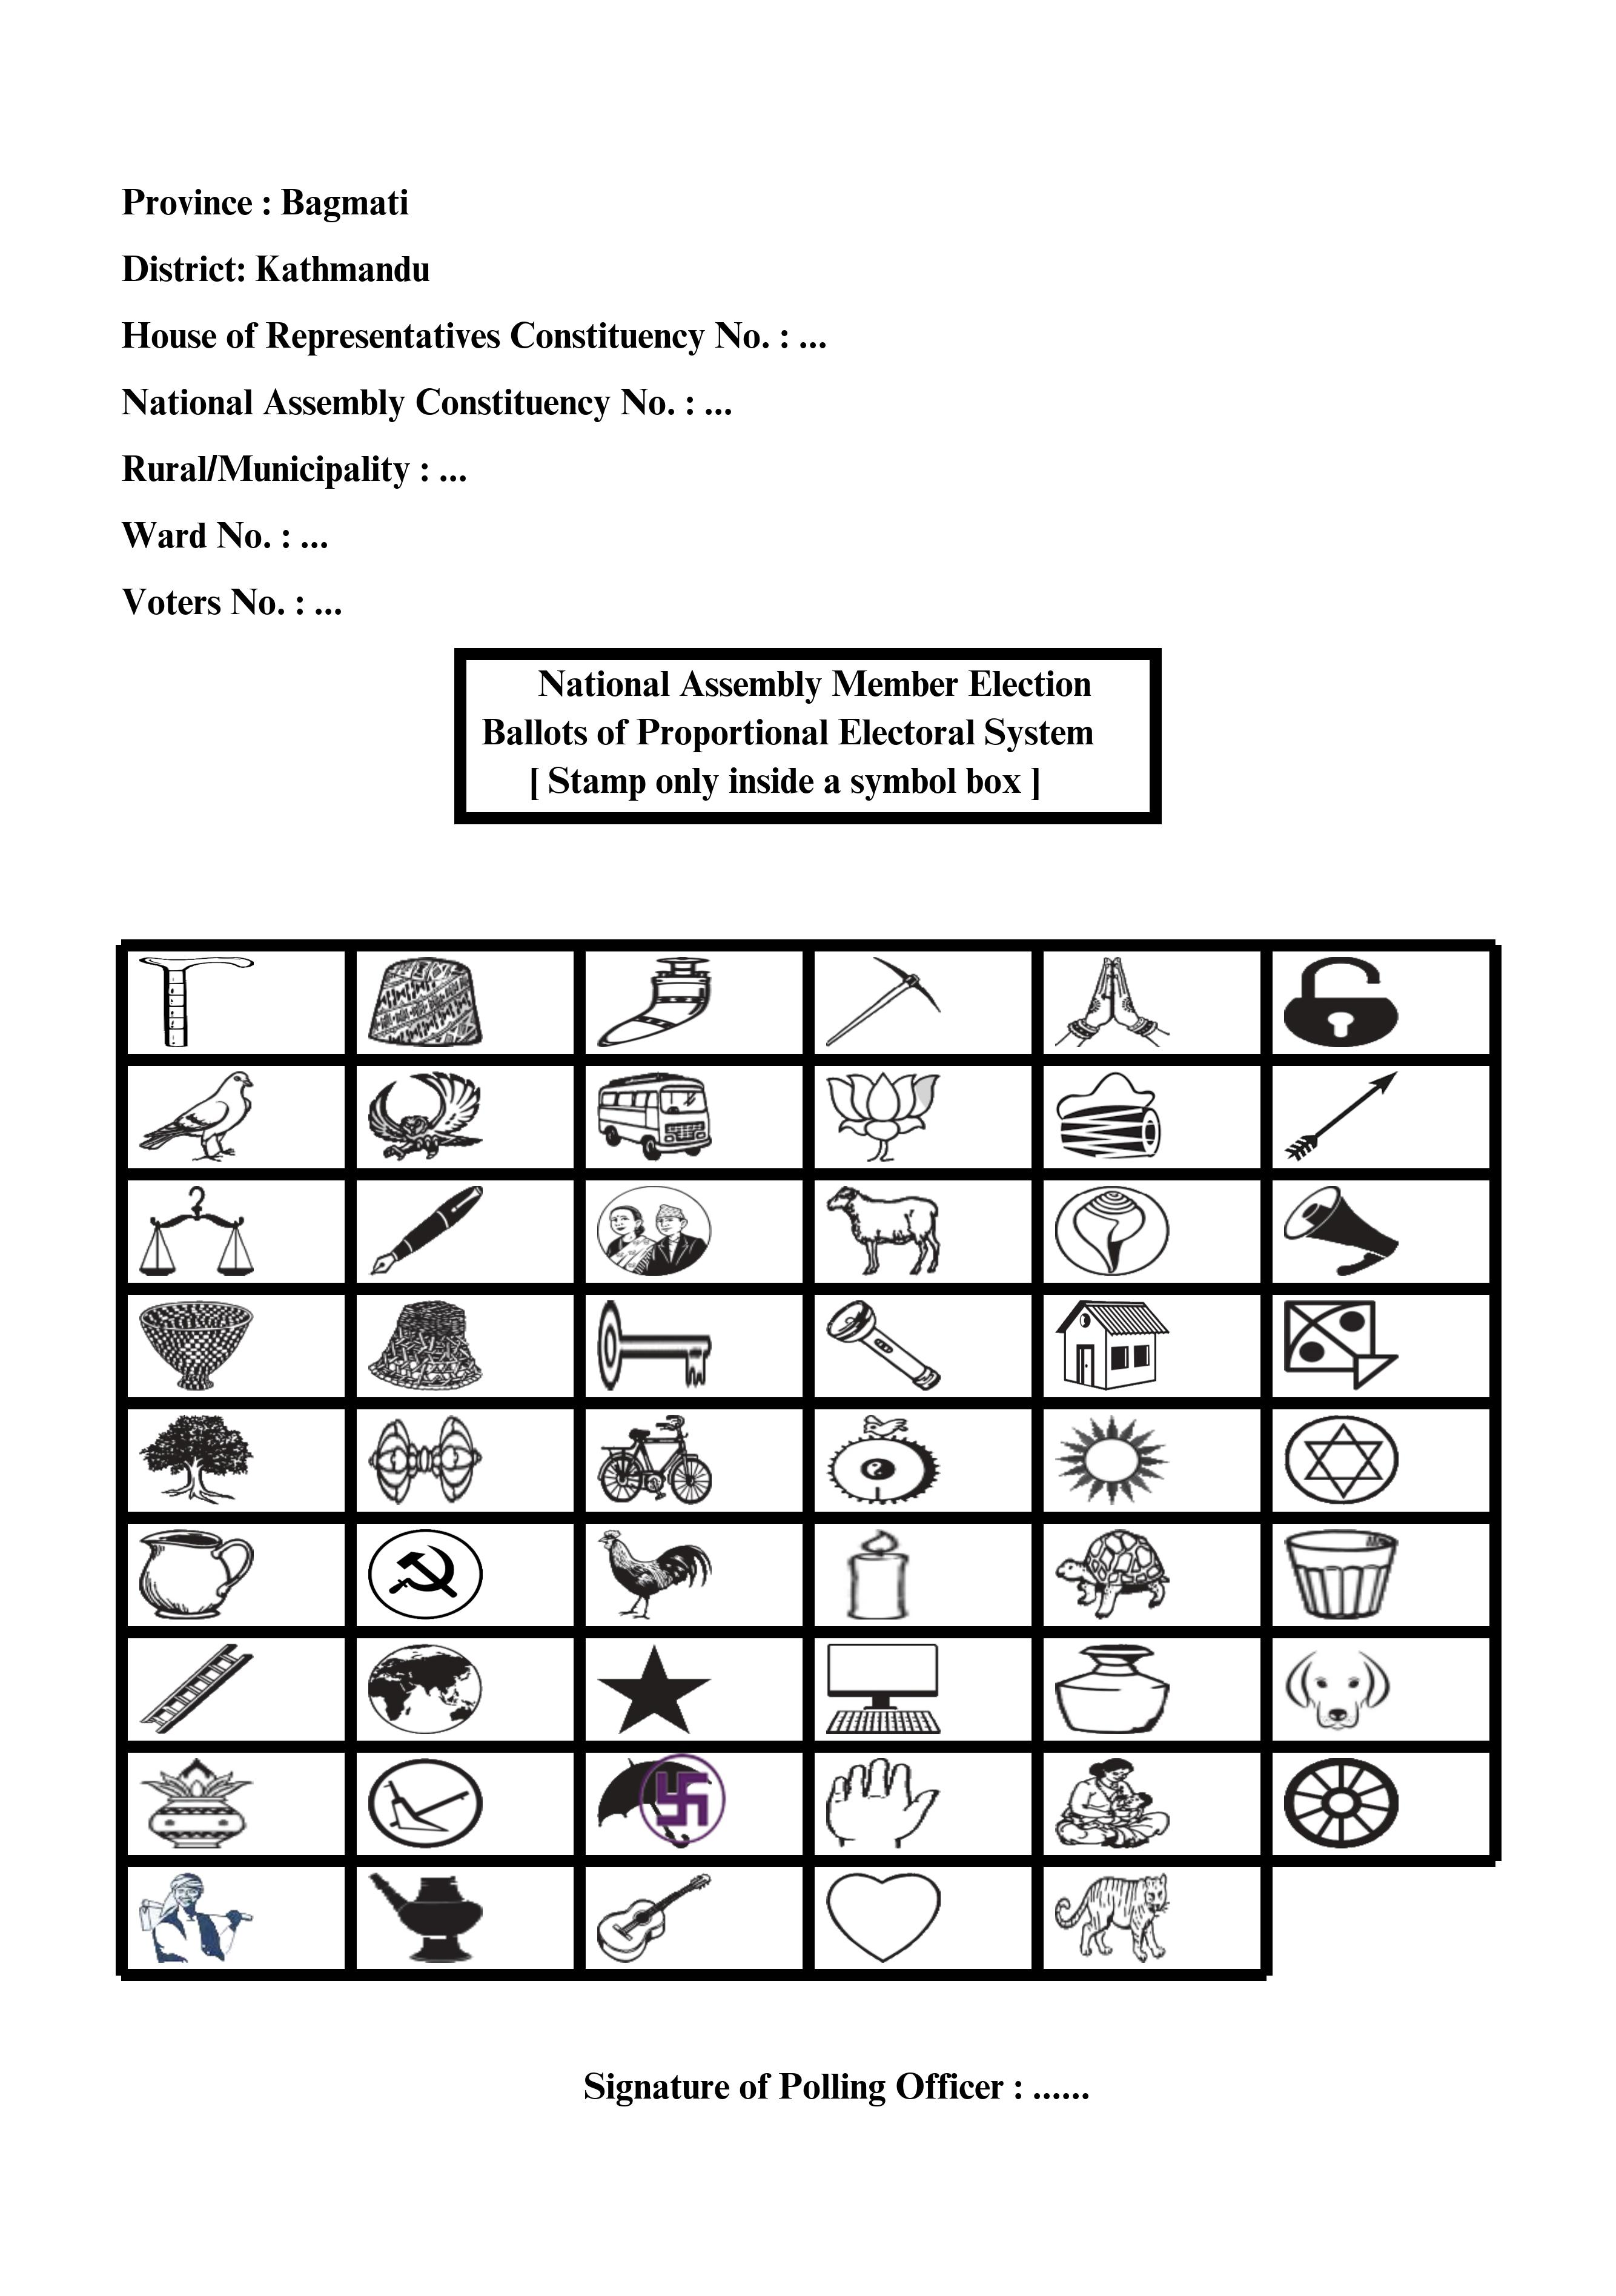 Province : Bagmati
District: Kathmandu
House of Representatives Constituency No. : ...
National Assembly Constituency No. : ...
Rural/Municipality : ...
Ward No. : ...
Voters No. : ...
National Assembly Member Election
Ballots of Proportional Electoral System
[ Stamp only inside a symbol box ]
Signature of Polling Officer : ......